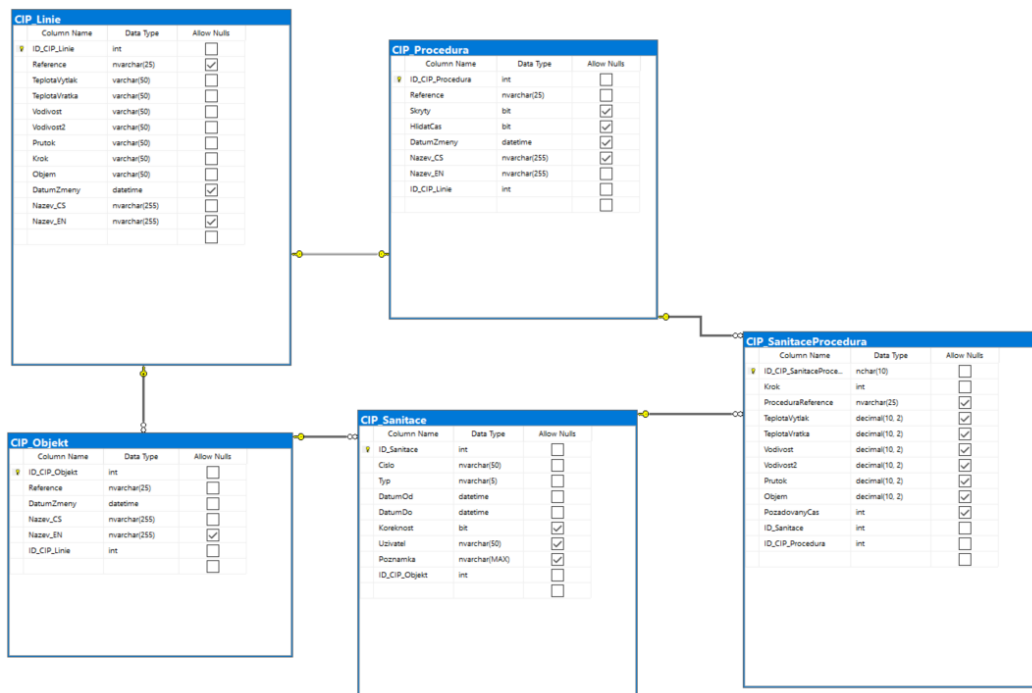 CIP_Linie
Column Name Data Type Allow Nulls
ID_CIP_Linie int
Reference nvarchar(25)
TeplotaVytlak varchar(50)
TeplotaVratka varchar(50)
Vodivost varchar(50)
Vodivost2 varchar(50)
Prutok varchar(50)
Krok varchar(50)
Objem varchar(50)
DatumZmeny datetime
Nazev_CS nvarchar(255)
Nazev_EN nvarchar(255)
CIP_Procedura
Column Name Data Type Allow Nulls
ID_CIP_Procedura int
Reference nvarchar(25)
Skryty bit
HlidatCas bit
DatumZmeny datetime
Nazev_CS nvarchar(255)
Nazev_EN nvarchar(255)
ID_CIP_Linie int
CIP_SanitaceProcedura
Column Name Data Type Allow Nulls
ID_CIP_SanitaceProce... nchar(10)
Krok int
ProceduraReference nvarchar(25)
TeplotaVytlak decimal(10, 2)
TeplotaVratka decimal(10, 2)
Vodivost decimal(10, 2)
Vodivost2 decimal(10, 2)
Prutok decimal(10, 2)
Objem decimal(10, 2)
PozadovanyCas int
ID_Sanitace int
ID_CIP_Procedura int
CIP_Objekt
Column Name Data Type Allow Nulls
ID_CIP_Objekt int
Reference nvarchar(25)
DatumZmeny datetime
Nazev_CS nvarchar(255)
Nazev_EN nvarchar(255)
ID_CIP_Linie int
CIP_Sanitace
Column Name Data Type Allow Nulls
ID_Sanitace int
Cislo nvarchar(50)
Typ nvarchar(5)
DatumOd datetime
DatumDo datetime
Koreknost bit
Uzivatel nvarchar(50)
Poznamka nvarchar(MAX)
ID_CIP_Objekt int